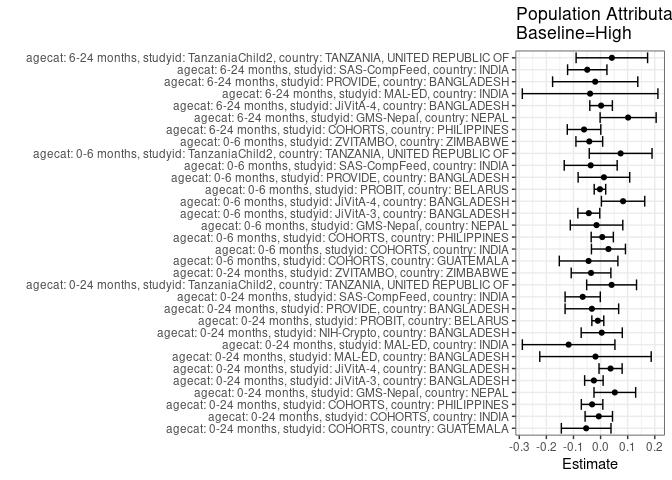 Population Attributa
Baseline=High
agecat: 6-24 months, studyid: TanzaniaChild2, country: TANZANIA, UNITED REPUBLIC OF
agecat: 6-24 months, studyid: SAS-CompFeed, country: INDIA
agecat: 6-24 months, studyid: PROVIDE, country: BANGLADESH
agecat: 6-24 months, studyid: MAL-ED, country: INDIA
agecat: 6-24 months, studyid: JiVitA-4, country: BANGLADESH
agecat: 6-24 months, studyid: GMS-Nepal, country: NEPAL
agecat: 6-24 months, studyid: COHORTS, country: PHILIPPINES
agecat: 0-6 months, studyid: ZVITAMBO, country: ZIMBABWE
agecat: 0-6 months, studyid: TanzaniaChild2, country: TANZANIA, UNITED REPUBLIC OF
agecat: 0-6 months, studyid: SAS-CompFeed, country: INDIA
agecat: 0-6 months, studyid: PROVIDE, country: BANGLADESH
agecat: 0-6 months, studyid: PROBIT, country: BELARUS
agecat: 0-6 months, studyid: JiVitA-4, country: BANGLADESH
agecat: 0-6 months, studyid: JiVitA-3, country: BANGLADESH
agecat: 0-6 months, studyid: GMS-Nepal, country: NEPAL
agecat: 0-6 months, studyid: COHORTS, country: PHILIPPINES
agecat: 0-6 months, studyid: COHORTS, country: INDIA
agecat: 0-6 months, studyid: COHORTS, country: GUATEMALA
agecat: 0-24 months, studyid: ZVITAMBO, country: ZIMBABWE
agecat: 0-24 months, studyid: TanzaniaChild2, country: TANZANIA, UNITED REPUBLIC OF
agecat: 0-24 months, studyid: SAS-CompFeed, country: INDIA
agecat: 0-24 months, studyid: PROVIDE, country: BANGLADESH
agecat: 0-24 months, studyid: PROBIT, country: BELARUS
agecat: 0-24 months, studyid: NIH-Crypto, country: BANGLADESH
agecat: 0-24 months, studyid: MAL-ED, country: INDIA
agecat: 0-24 months, studyid: MAL-ED, country: BANGLADESH
agecat: 0-24 months, studyid: JiVitA-4, country: BANGLADESH
agecat: 0-24 months, studyid: JiVitA-3, country: BANGLADESH
agecat: 0-24 months, studyid: GMS-Nepal, country: NEPAL
agecat: 0-24 months, studyid: COHORTS, country: PHILIPPINES
agecat: 0-24 months, studyid: COHORTS, country: INDIA
agecat: 0-24 months, studyid: COHORTS, country: GUATEMALA
-0.3 -0.2 -0.1 0.0 0.1 0.2
Estimate